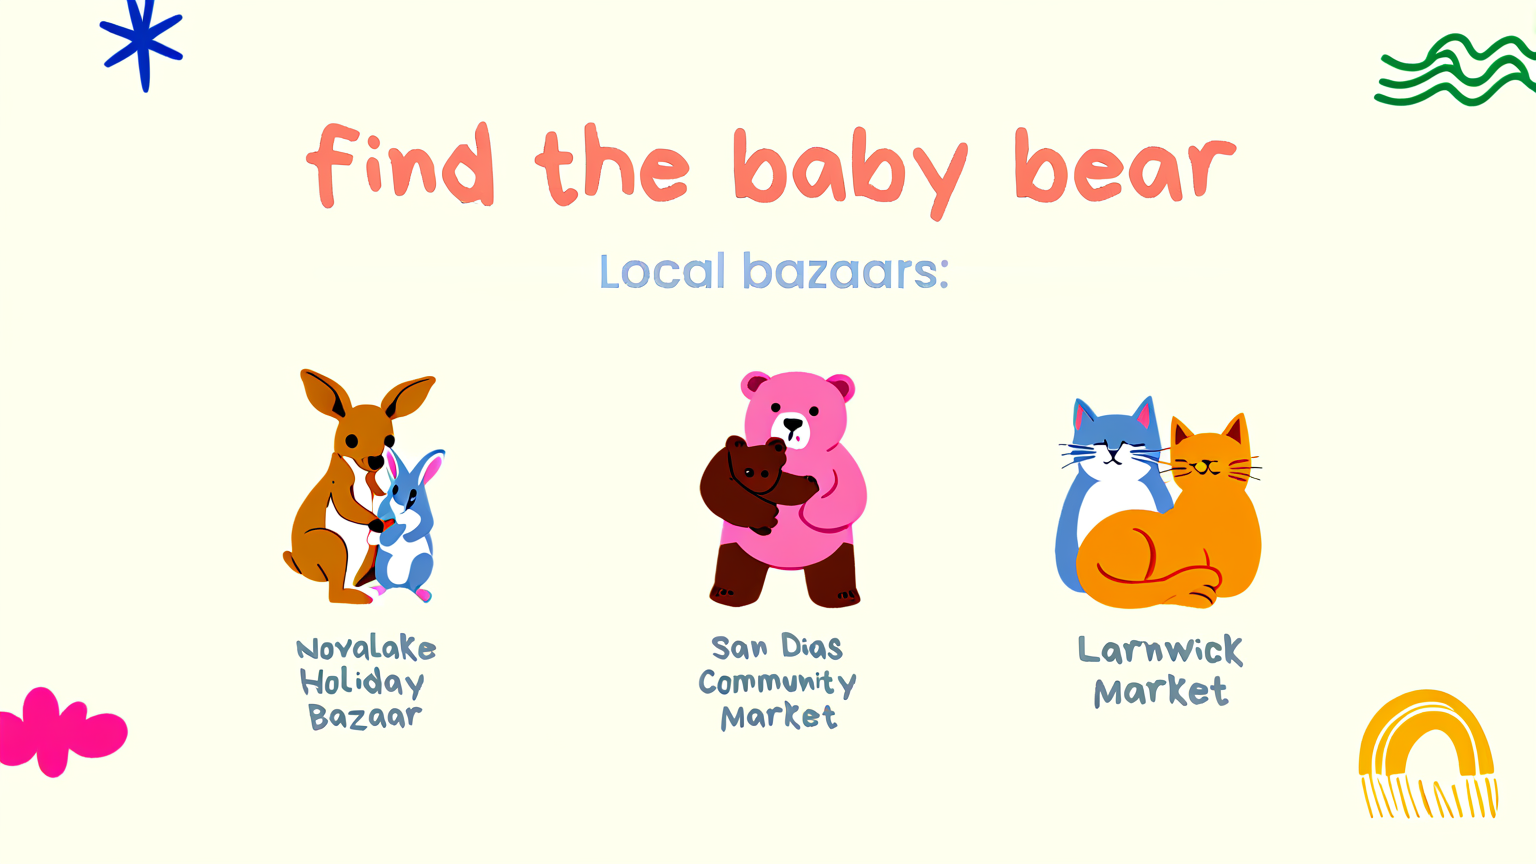 find the baby bear
Local bazaars:
Novalake
Holiday
Bazaar
San Dias
Community
Market
Larnwick
Market